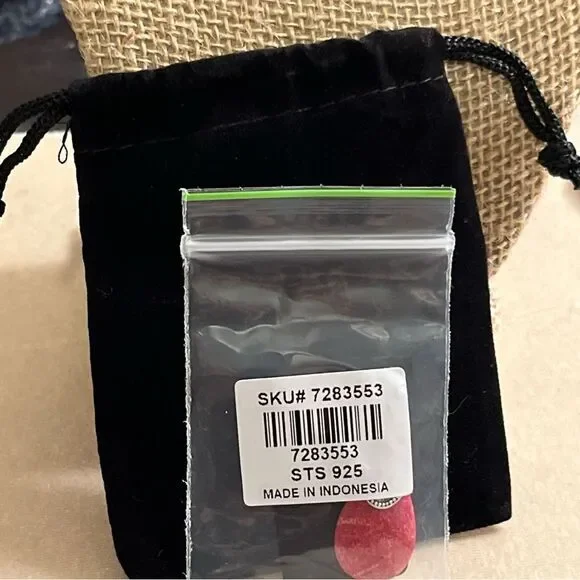 SKU# 7283553
7283553
STS 925
MADE IN INDONESIA